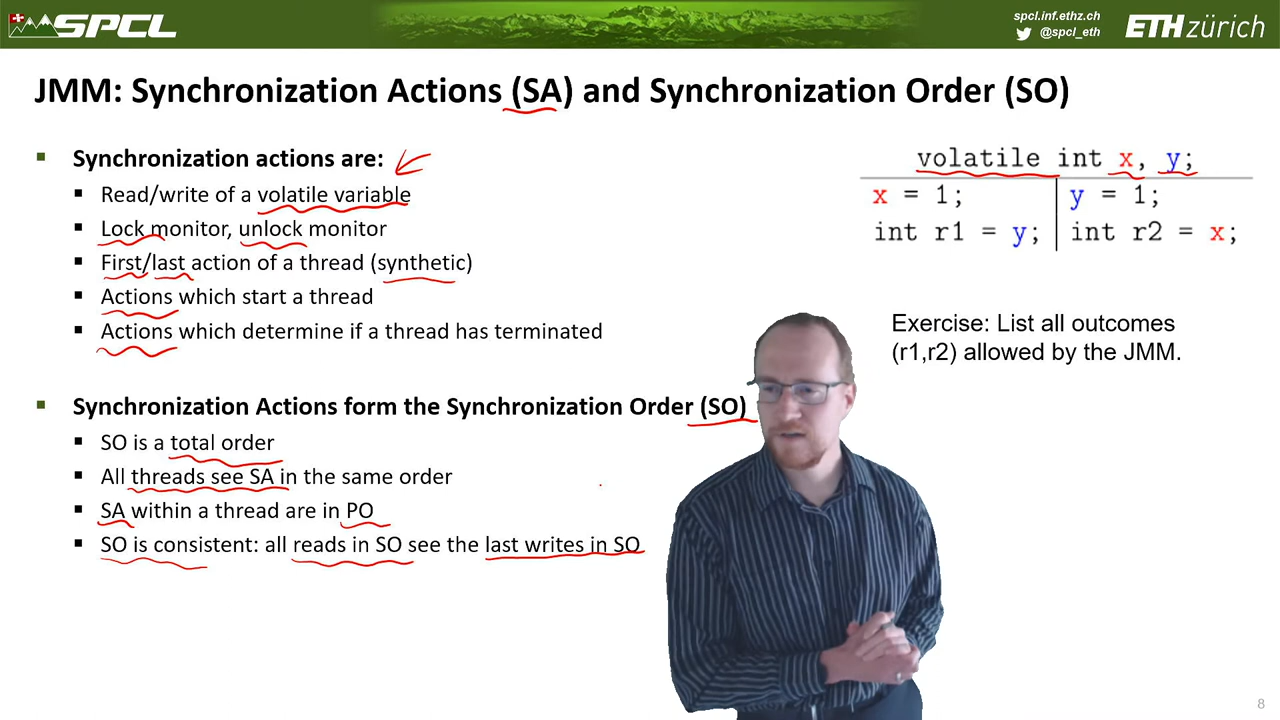 SPCL
spcl.inf.ethz.ch
@spcl_eth
ETH zürich
JMM: Synchronization Actions (SA) and Synchronization Order (SO)
▪ Synchronization actions are:
▪ Read/write of a volatile variable
▪ Lock monitor, unlock monitor
▪ First/last action of a thread (synthetic)
▪ Actions which start a thread
▪ Actions which determine if a thread has terminated
▪ Synchronization Actions form the Synchronization Order (SO)
▪ SO is a total order
▪ All threads see SA in the same order
▪ SA within a thread are in PO
▪ SO is consistent: all reads in SO see the last writes in SO
volatile int x, y;
x = 1; y = 1;
int r1 = y; int r2 = x;
Exercise: List all outcomes
(r1,r2) allowed by the JMM.
8